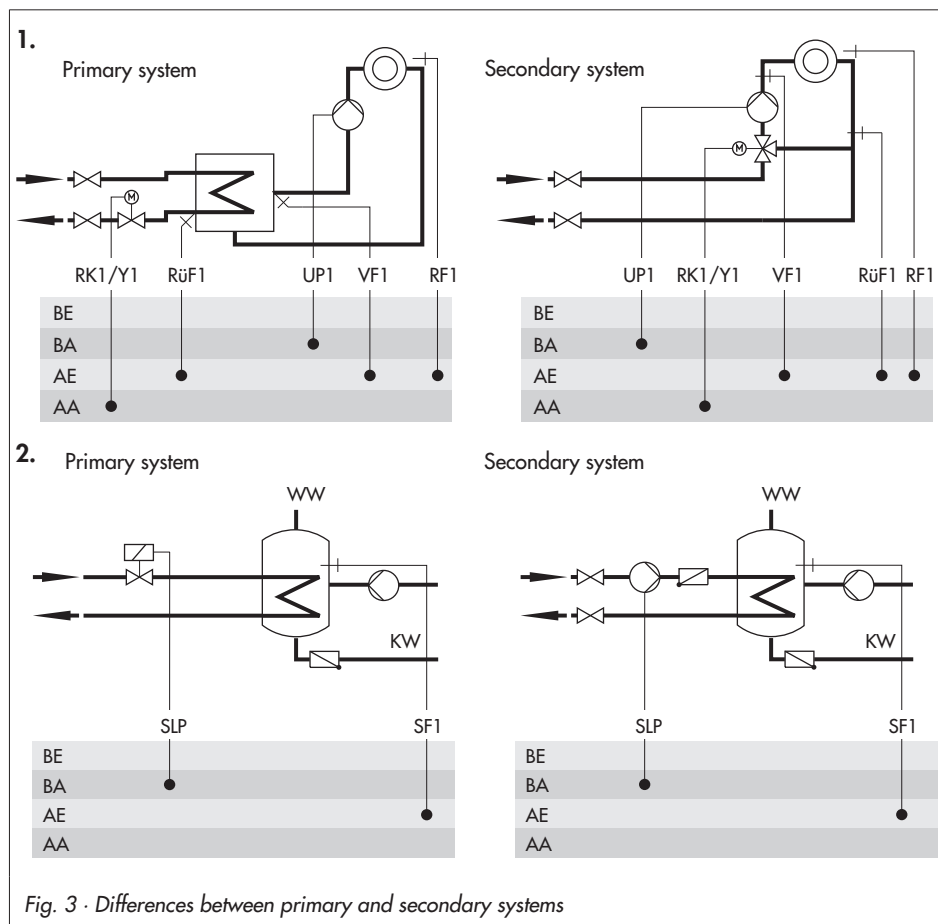 1.
Primary system
Secondary system
M
M
RK1/Y1 RüF1 UP1 VF1 RF1
UP1 RK1/Y1 VF1 RüF1 RF1
BE
BA
AE
AA
BE
BA
AE
AA
2.
Primary system
Secondary system
WW
WW
KW
KW
SLP SF1
SLP SF1
BE
BA
AE
AA
BE
BA
AE
AA
Fig. 3 · Differences between primary and secondary systems